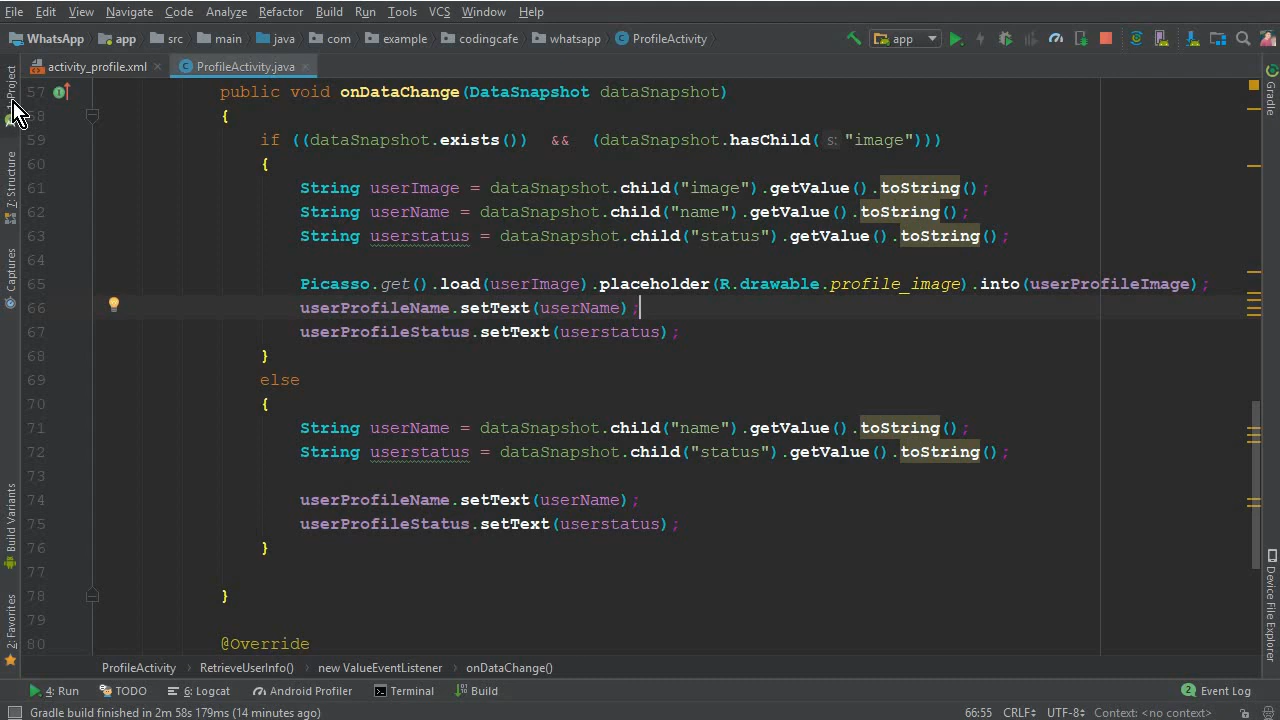 File Edit View Navigate Code Analyze Refactor Build Run Tools VCS Window Help
WhatsApp app src main java com example codingcafe whatsapp ProfileActivity app
activity_profile.xml ProfileActivity.java
57 public void onDataChange(DataSnapshot dataSnapshot)
58 {
59 if ((dataSnapshot.exists()) && (dataSnapshot.hasChild( s: "image")))
60 {
61 String userImage = dataSnapshot.child("image").getValue().toString();
62 String userName = dataSnapshot.child("name").getValue().toString();
63 String userstatus = dataSnapshot.child("status").getValue().toString();
64
65 Picasso.get().load(userImage).placeholder(R.drawable.profile_image).into(userProfileImage);
66 userProfileName.setText(userName);
67 userProfileStatus.setText(userstatus);
68 }
69 else
70 {
71 String userName = dataSnapshot.child("name").getValue().toString();
72 String userstatus = dataSnapshot.child("status").getValue().toString();
73
74 userProfileName.setText(userName);
75 userProfileStatus.setText(userstatus);
76 }
77
78 }
79
80 @Override
ProfileActivity RetrieveUserInfo() new ValueEventListener onDataChange()
4: Run TODO 6: Logcat Android Profiler Terminal Build 2 Event Log
Gradle build finished in 2m 58s 179ms (14 minutes ago) 66:55 CRLF UTF-8 Context: <no context>
Project
7: Structure
Captures
Build Variants
2: Favorites
Gradle
Device File Explorer